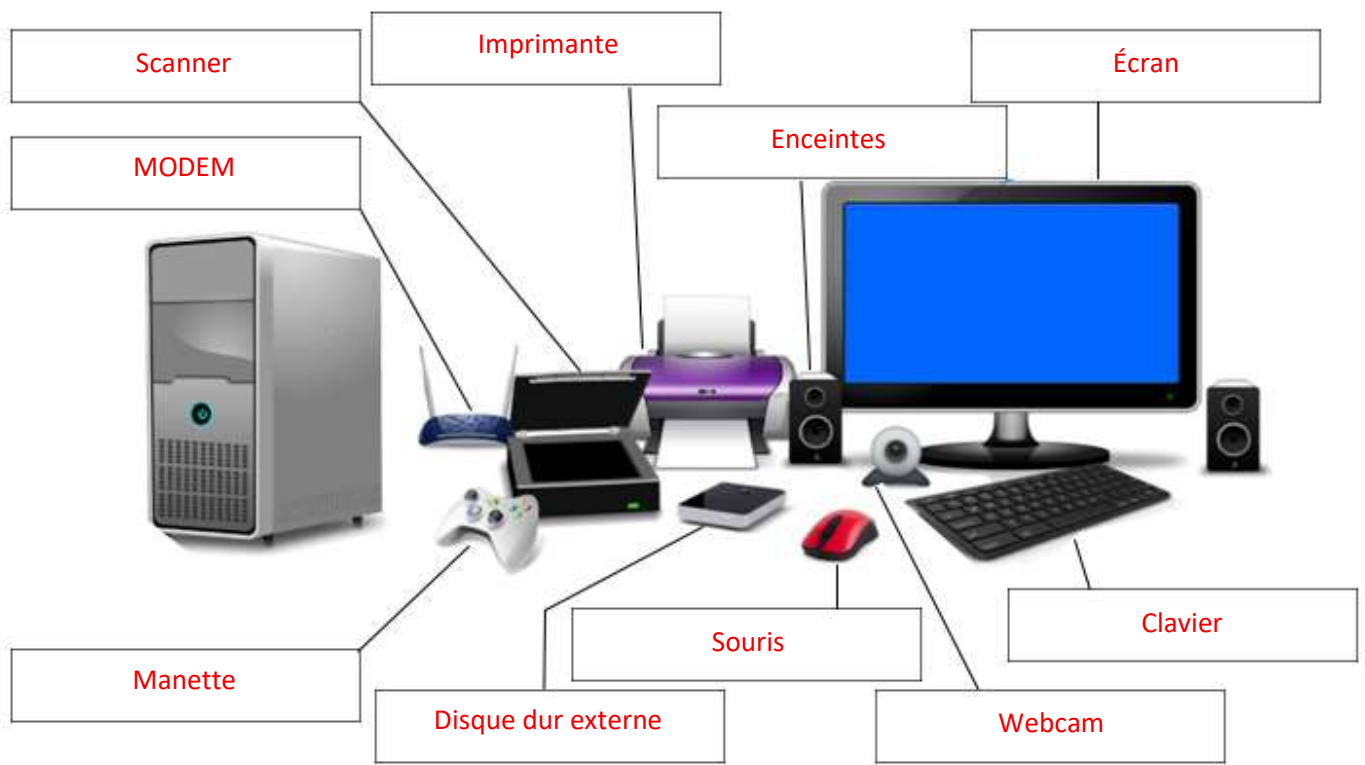 Imprimante
Scanner
Écran
Enceintes
MODEM
Clavier
Souris
Manette
Disque dur externe
Webcam